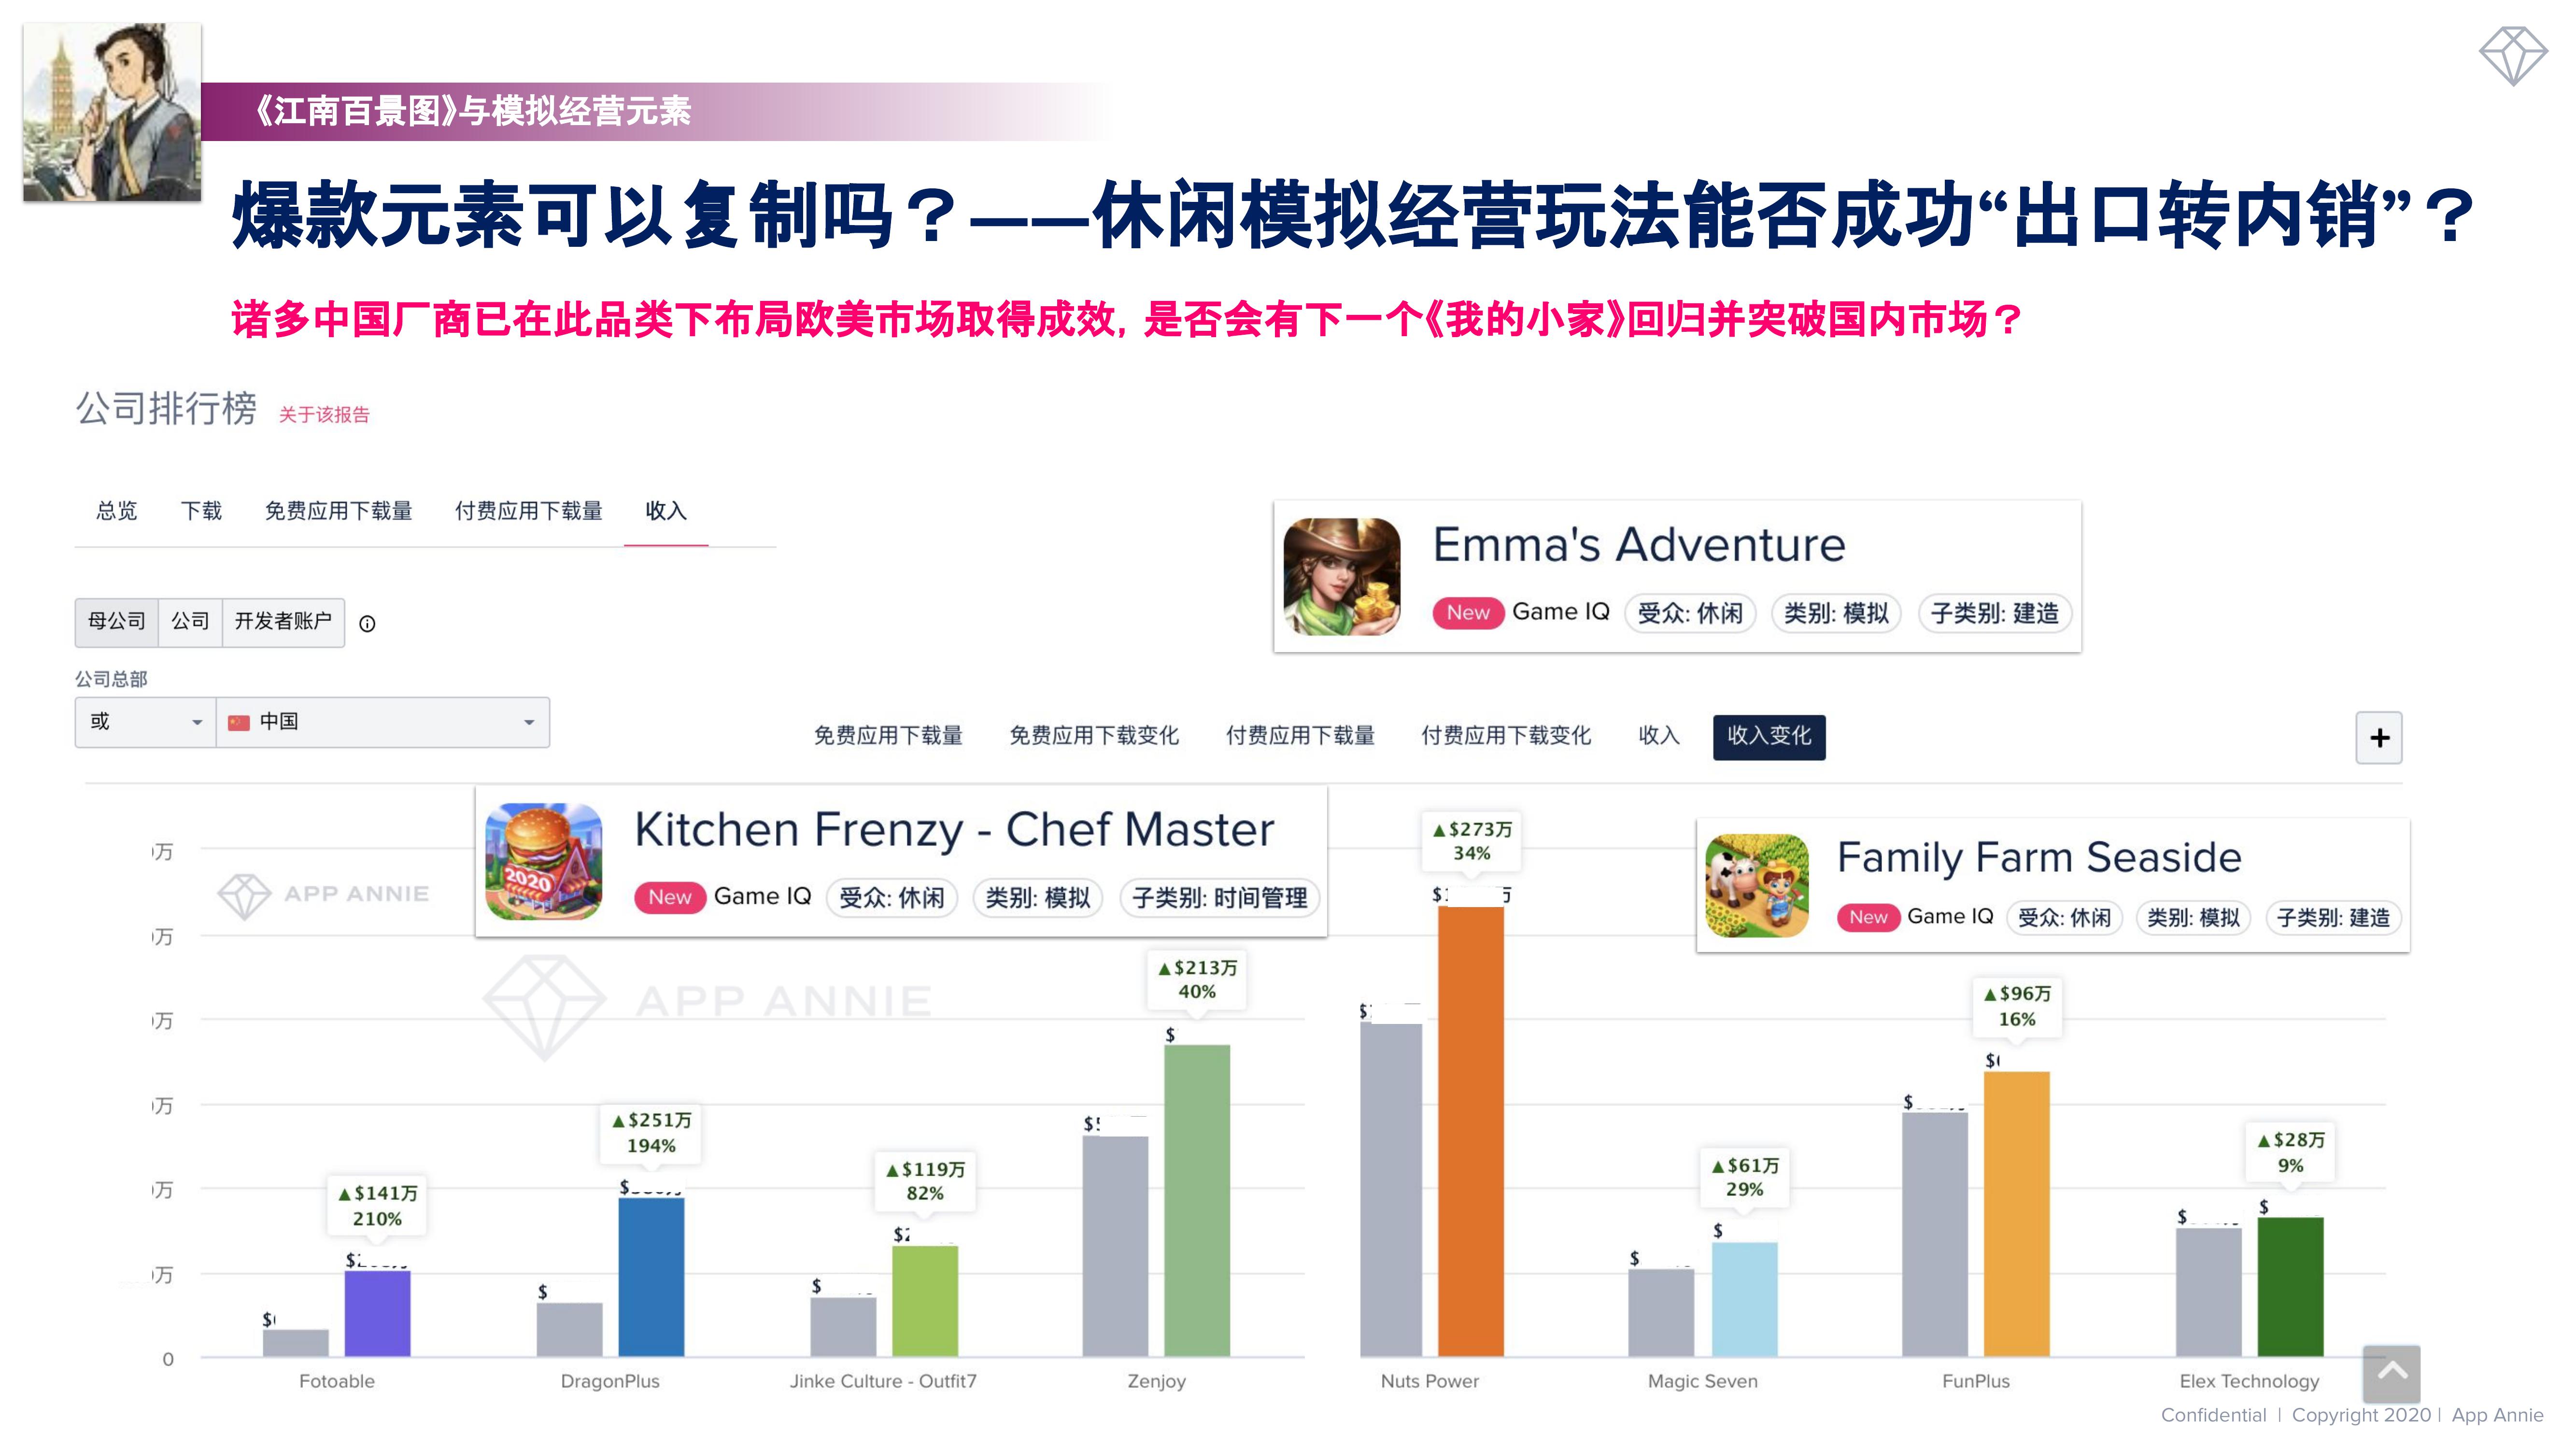 《江南百景图》与模拟经营元素
爆款元素可以复制吗？——休闲模拟经营玩法能否成功“出口转内销”？
诸多中国厂商已在此品类下布局欧美市场取得成效，是否会有下一个《我的小家》回归并突破国内市场？
公司排行榜 关于该报告
总览 下载 免费应用下载量 付费应用下载量 收入
Emma's Adventure
New Game IQ 受众: 休闲 类别: 模拟 子类别: 建造
母公司 公司 开发者账户
公司总部
或 中国
免费应用下载量 免费应用下载变化 付费应用下载量 付费应用下载变化 收入 收入变化
+
Kitchen Frenzy - Chef Master
New Game IQ 受众: 休闲 类别: 模拟 子类别: 时间管理
2020
Family Farm Seaside
New Game IQ 受众: 休闲 类别: 模拟 子类别: 建造
APP ANNIE
APP ANNIE
万
万
万
万
万
万
0
▲$141万
210%
▲$251万
194%
▲$119万
82%
▲$213万
40%
▲$273万
34%
▲$61万
29%
▲$96万
16%
▲$28万
9%
Fotoable DragonPlus Jinke Culture - Outfit7 Zenjoy Nuts Power Magic Seven FunPlus Elex Technology
Confidential | Copyright 2020 | App Annie